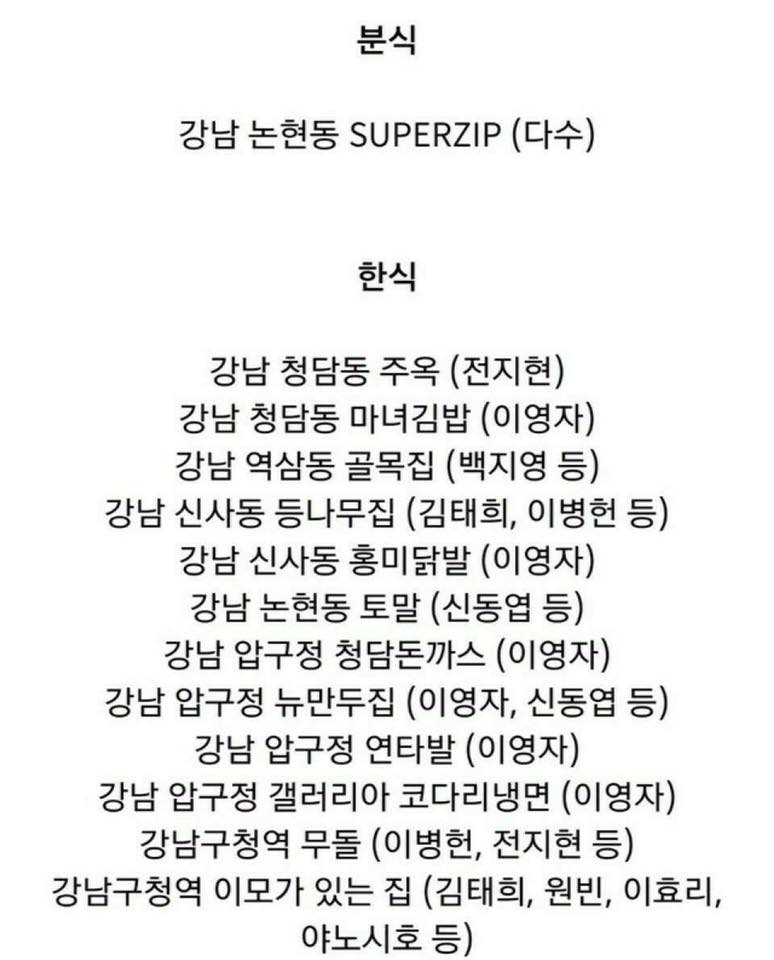 분식
강남 논현동 SUPERZIP (다수)
한식
강남 청담동 주옥 (전지현)
강남 청담동 마녀김밥 (이영자)
강남 역삼동 골목집 (백지영 등)
강남 신사동 등나무집 (김태희, 이병헌 등)
강남 신사동 홍미닭발 (이영자)
강남 논현동 토말 (신동엽 등)
강남 압구정 청담돈까스 (이영자)
강남 압구정 뉴만두집 (이영자, 신동엽 등)
강남 압구정 연타발 (이영자)
강남 압구정 갤러리아 코다리냉면 (이영자)
강남구청역 무돌 (이병헌, 전지현 등)
강남구청역 이모가 있는 집 (김태희, 원빈, 이효리,
야노시호 등)